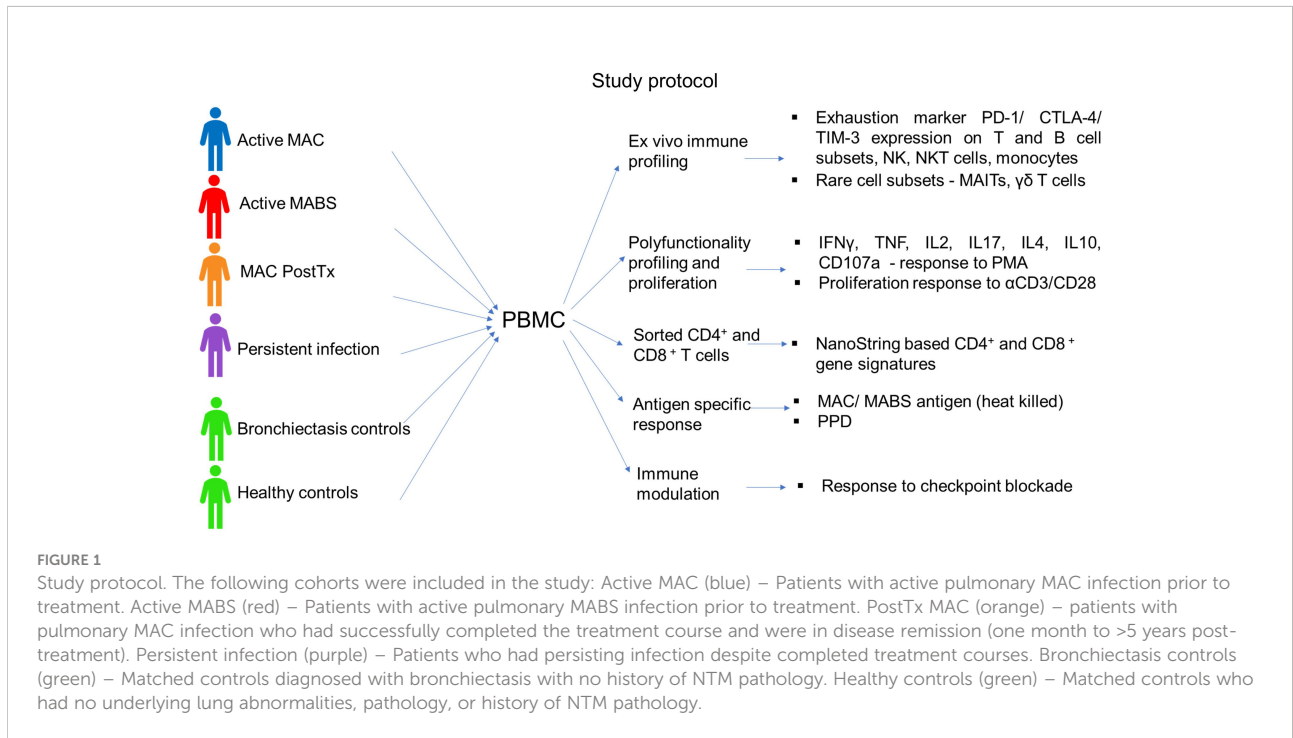 Study protocol
Active MAC
Active MABS
MAC PostTx
Persistent infection
Bronchiectasis controls
Healthy controls
PBMC
Ex vivo immune
profiling
▪ Exhaustion marker PD-1/ CTLA-4/
TIM-3 expression on T and B cell
subsets, NK, NKT cells, monocytes
▪ Rare cell subsets - MAITs, γδ T cells
Polyfunctionality
profiling and
proliferation
▪ IFNγ, TNF, IL2, IL17, IL4, IL10,
CD107a - response to PMA
▪ Proliferation response to αCD3/CD28
Sorted CD4⁺ and
CD8⁺ T cells
▪ NanoString based CD4⁺ and CD8⁺
gene signatures
Antigen specific
response
▪ MAC/ MABS antigen (heat killed)
▪ PPD
Immune
modulation
▪ Response to checkpoint blockade
FIGURE 1
Study protocol. The following cohorts were included in the study: Active MAC (blue) – Patients with active pulmonary MAC infection prior to
treatment. Active MABS (red) – Patients with active pulmonary MABS infection prior to treatment. PostTx MAC (orange) – patients with
pulmonary MAC infection who had successfully completed the treatment course and were in disease remission (one month to >5 years post-
treatment). Persistent infection (purple) – Patients who had persisting infection despite completed treatment courses. Bronchiectasis controls
(green) – Matched controls diagnosed with bronchiectasis with no history of NTM pathology. Healthy controls (green) – Matched controls who
had no underlying lung abnormalities, pathology, or history of NTM pathology.